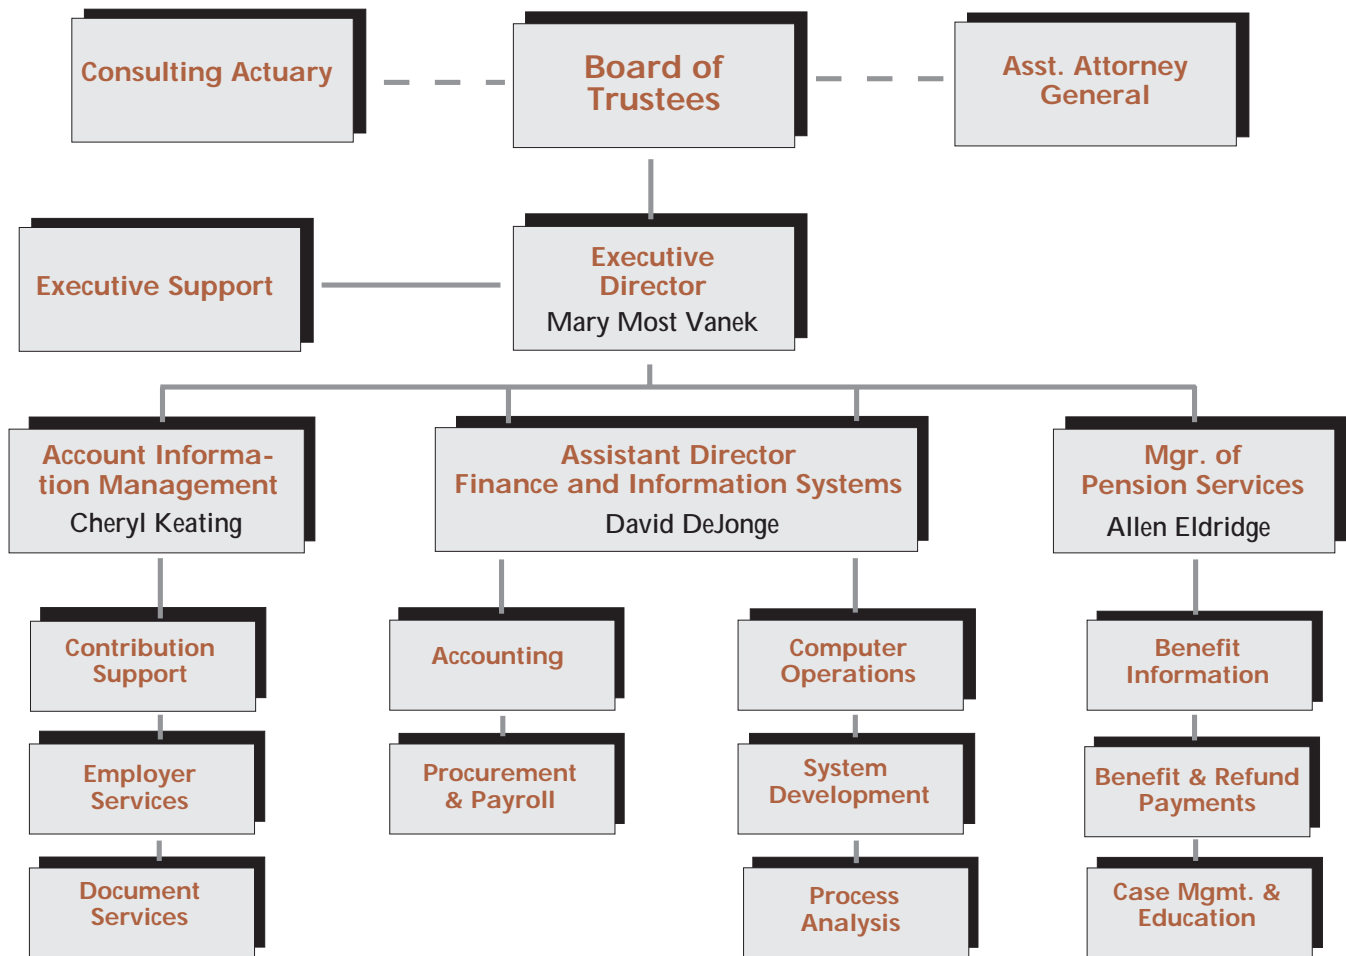 Consulting Actuary
Board of
Trustees
Asst. Attorney
General
Executive Support
Executive
Director
Mary Most Vanek
Account Informa-
tion Management
Cheryl Keating
Assistant Director
Finance and Information Systems
David DeJonge
Mgr. of
Pension Services
Allen Eldridge
Contribution
Support
Accounting
Computer
Operations
Benefit
Information
Employer
Services
Procurement
& Payroll
System
Development
Benefit & Refund
Payments
Document
Services
Process
Analysis
Case Mgmt. &
Education